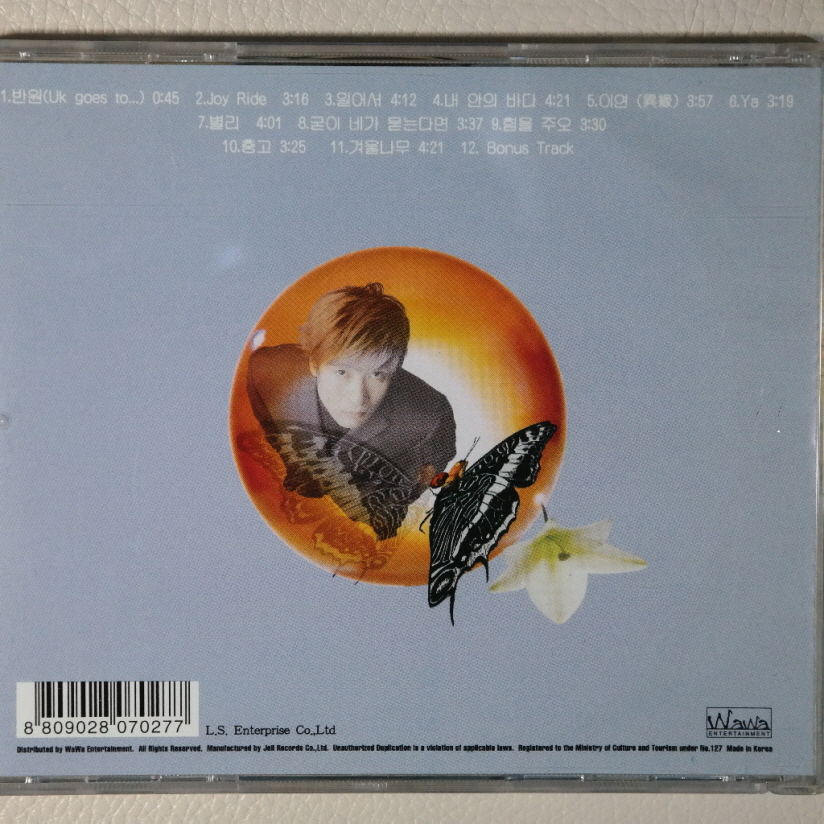 1.반원(Uk goes to...) 0:45 2.Joy Ride 3:16 3.일어서 4:12 4.내 안의 바다 4:21 5.이연 (異緣) 3:57 6.Ya 3:19
7.별리 4:01 8.굳이 네가 묻는다면 3:37 9.힘을 주오 3:30
10.충고 3:25 11.겨울나무 4:21 12. Bonus Track
8 809028 070277
L.S. Enterprise Co.,Ltd
WaWa
ENTERTAINMENT
Distributed by WaWa Entertainment. All Rights Reserved. Manufactured by Jell Records Co.,Ltd. Unauthorized Duplication is a violation of applicable laws. Registered to the Ministry of Culture and Tourism under No.127 Made in Korea